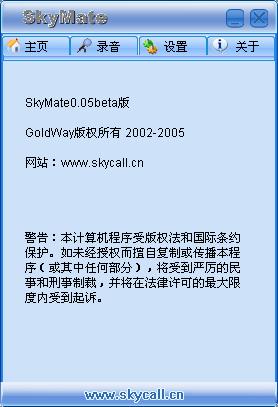 SkyMate
主页 录音 设置 关于
SkyMate0.05beta版
GoldWay版权所有 2002-2005
网站：www.skycall.cn
警告：本计算机程序受版权法和国际条约
保护。如未经授权而擅自复制或传播本程
序（或其中任何部分），将受到严厉的民
事和刑事制裁，并将在法律许可的最大限
度内受到起诉。
www.skycall.cn